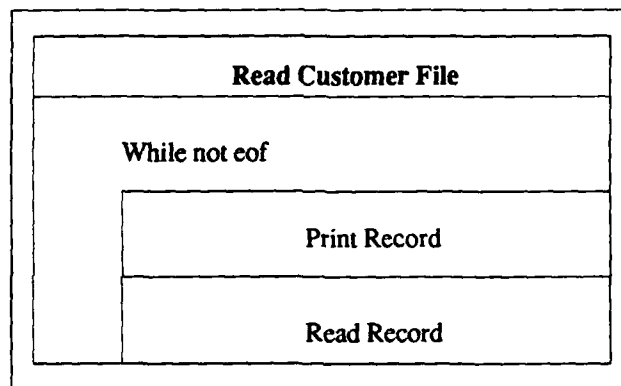 Read Customer File
While not eof
Print Record
Read Record